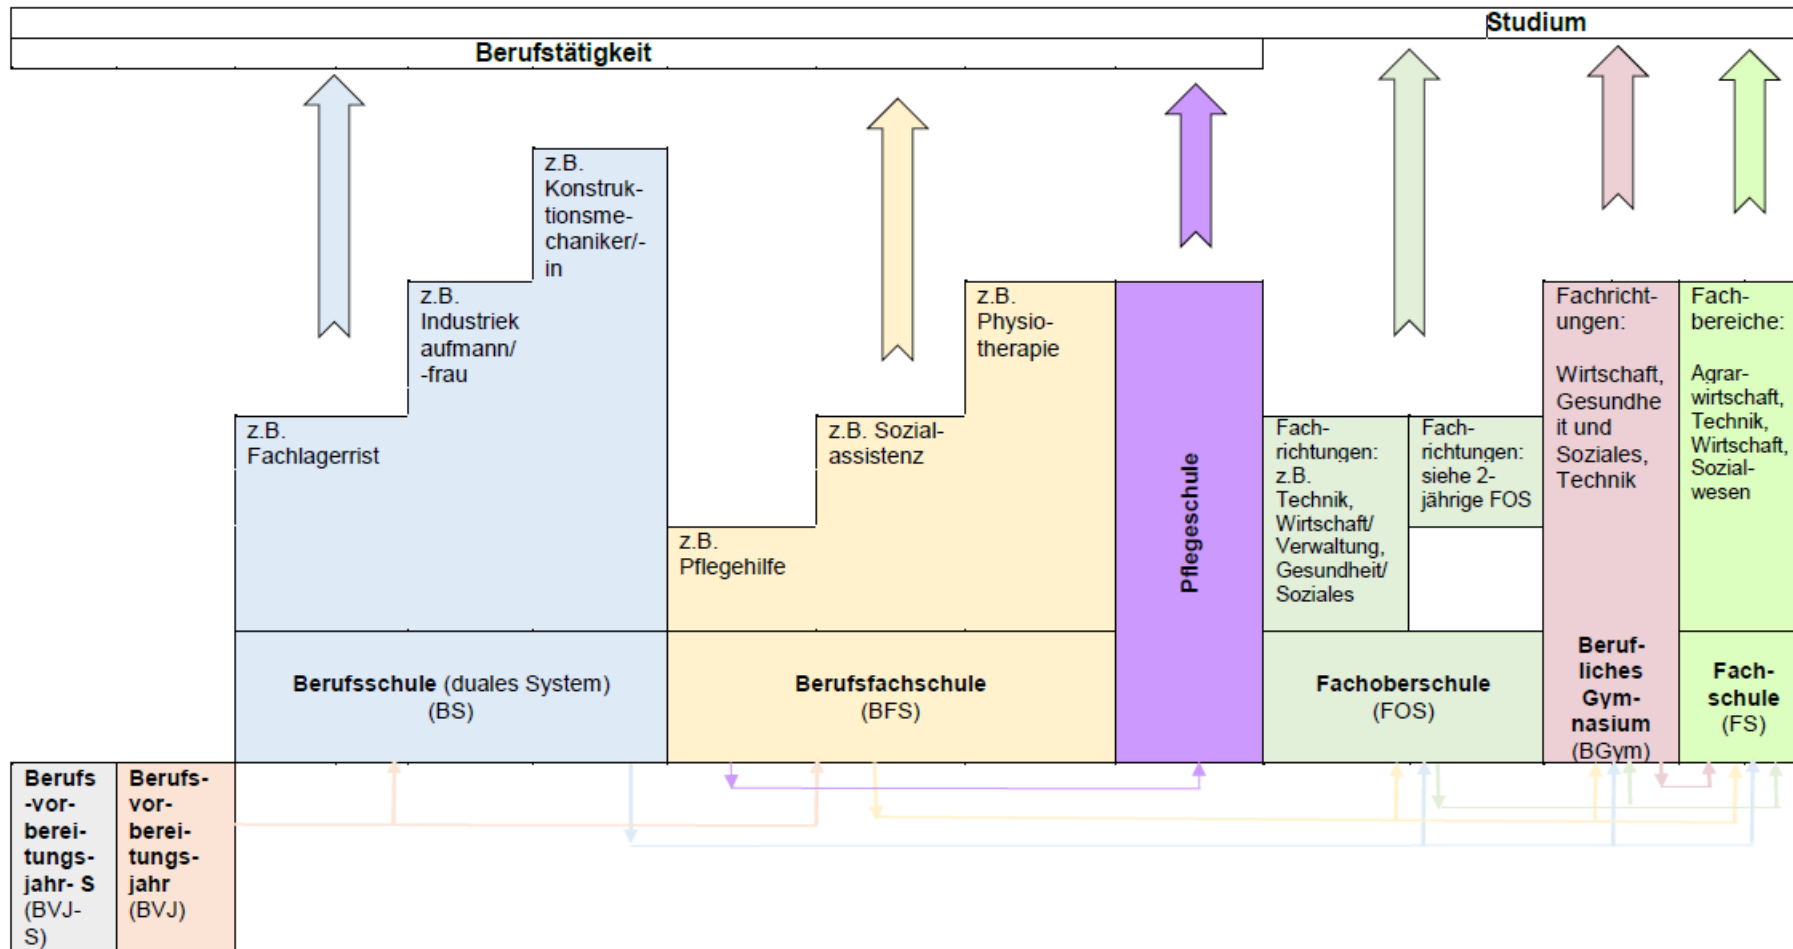 Studium
Berufstätigkeit
z.B.
Konstruk-
tionsme-
chaniker/-
in
z.B.
Industriek
aufmann/
-frau
z.B.
Fachlagerrist
z.B.
Physio-
therapie
z.B. Sozial-
assistenz
z.B.
Pflegehilfe
Pflegeschule
Fach-
richtungen:
z.B.
Technik,
Wirtschaft/
Verwaltung,
Gesundheit/
Soziales
Fach-
richtungen:
siehe 2-
jährige FOS
Fachricht-
ungen:
Wirtschaft,
Gesundhe
it und
Soziales,
Technik
Fach-
bereiche:
Agrar-
wirtschaft,
Technik,
Wirtschaft,
Sozial-
wesen
Berufsschule (duales System)
(BS)
Berufsfachschule
(BFS)
Fachoberschule
(FOS)
Beruf-
liches
Gym-
nasium
(BGym)
Fach-
schule
(FS)
Berufs
-vor-
berei-
tungs-
jahr- S
(BVJ-
S)
Berufs-
vor-
berei-
tungs-
jahr
(BVJ)